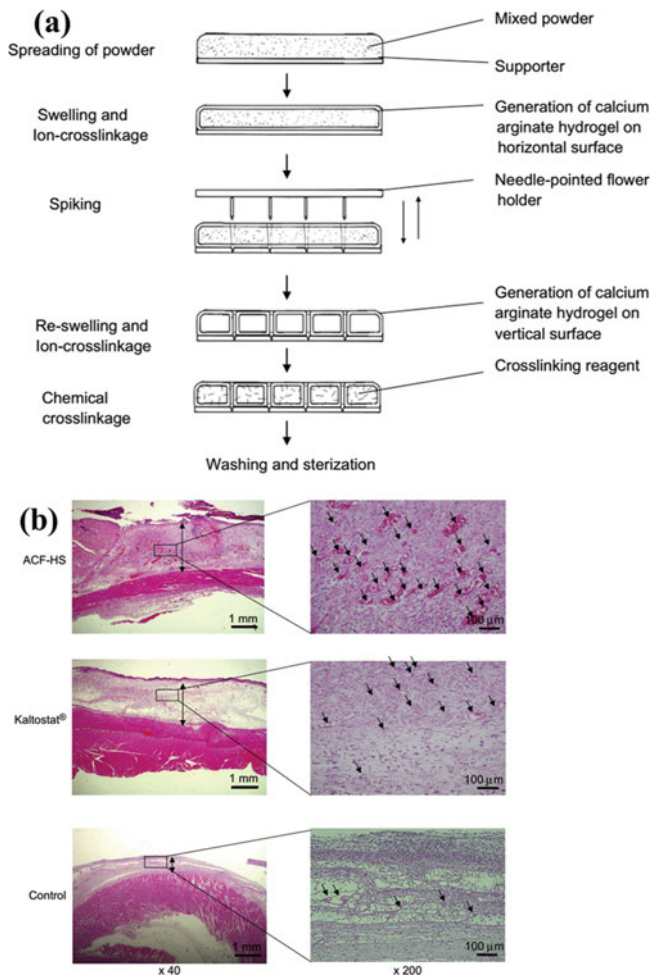 (a)
Spreading of powder
Mixed powder
Supporter
Swelling and
Ion-crosslinkage
Generation of calcium
arginate hydrogel on
horizontal surface
Spiking
Needle-pointed flower
holder
Re-swelling and
Ion-crosslinkage
Generation of calcium
arginate hydrogel on
vertical surface
Chemical
crosslinkage
Crosslinking reagent
Washing and sterization
(b)
ACF-HS
1 mm
100 μm
Kaltostat®
1 mm
100 μm
Control
1 mm
100 μm
x 40
x 200